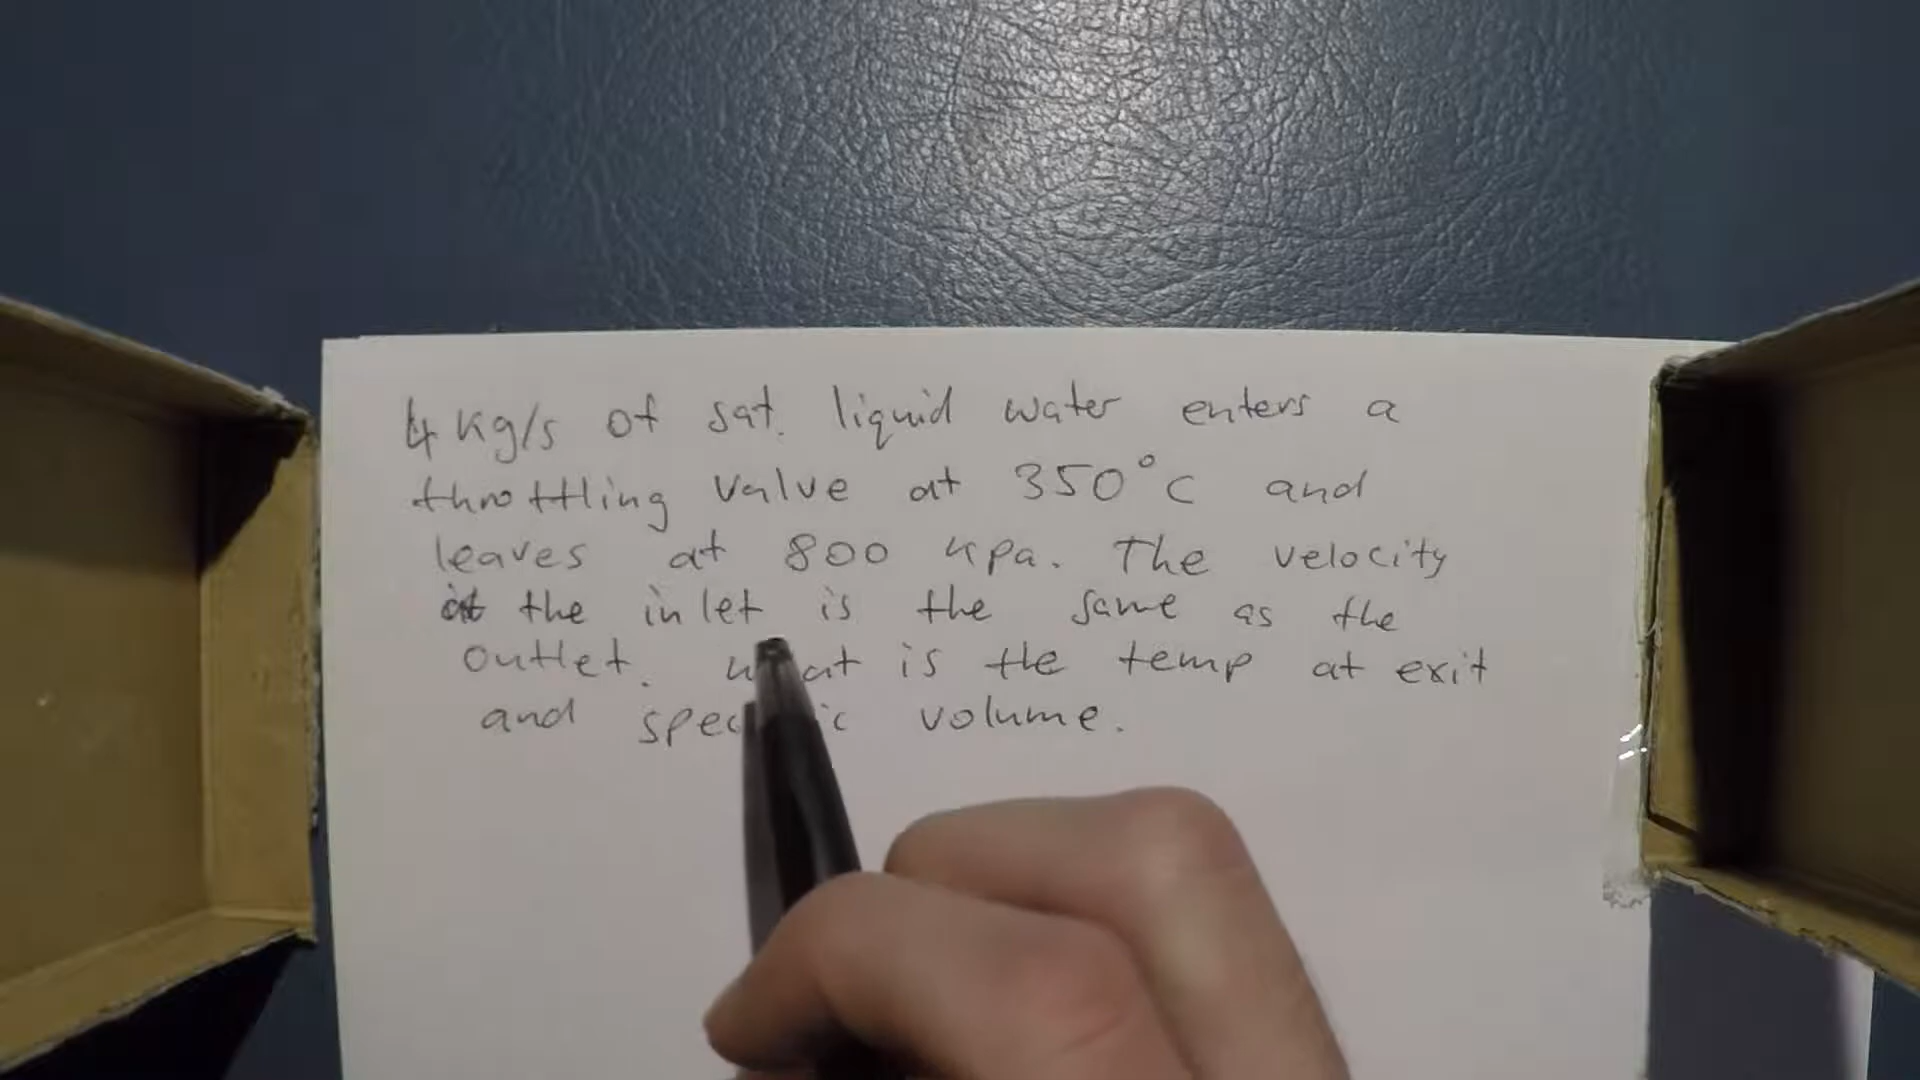 4 kg/s of sat. liquid water enters a
throttling valve at 350°C and
leaves at 800 kpa. The velocity
at the inlet is the same as the
outlet. is the temp at exit
and volume.